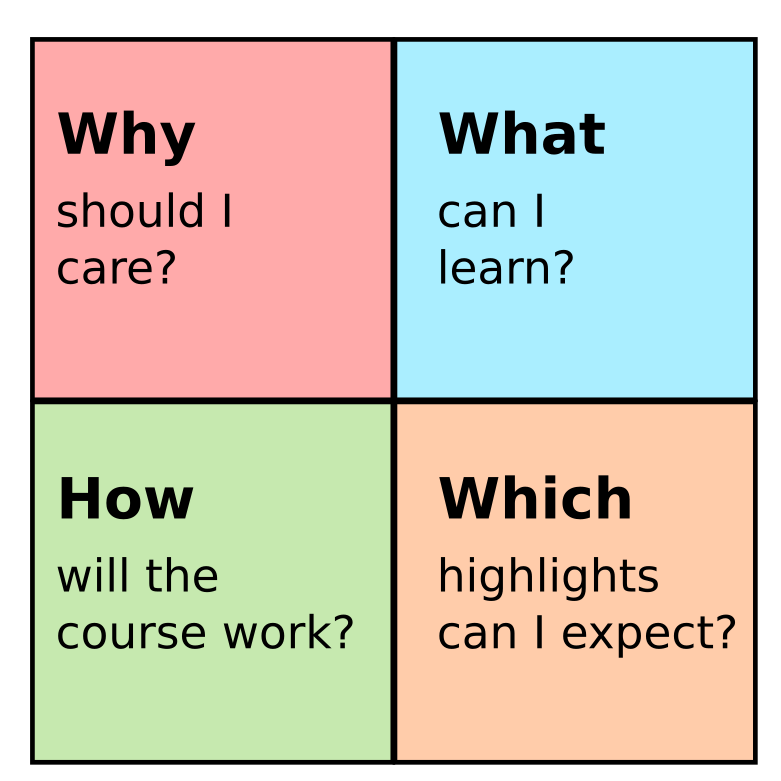 Why
should I
care?
What
can I
learn?
How
will the
course work?
Which
highlights
can I expect?